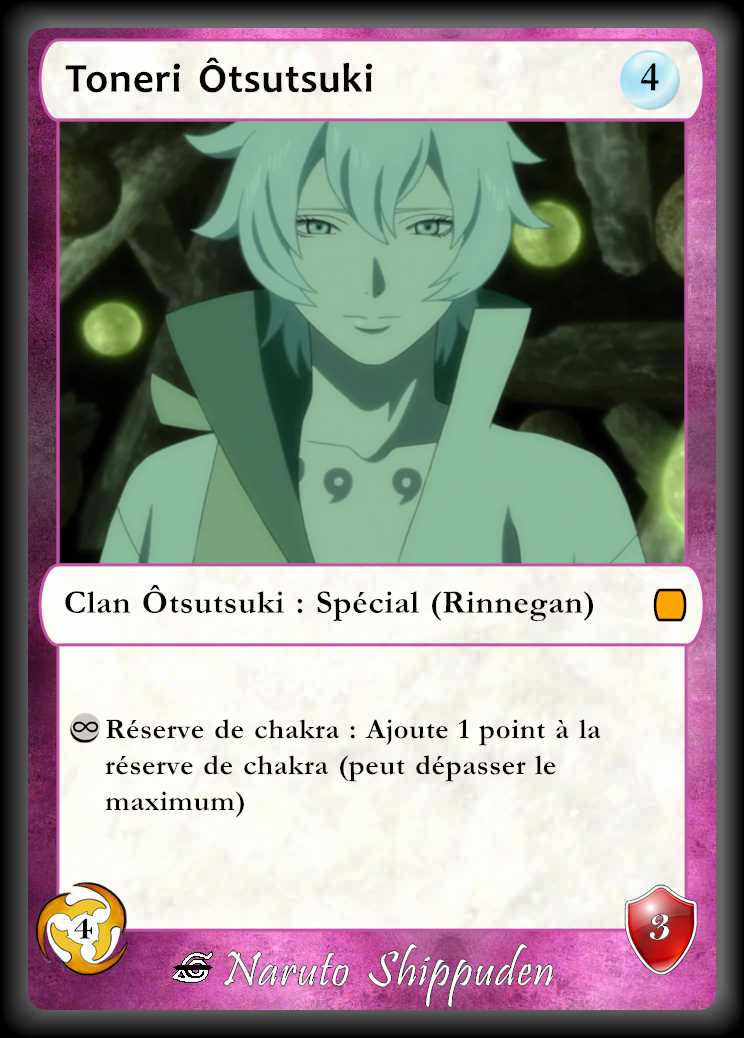 Toneri Ôtsutsuki
4
Clan Ôtsutsuki : Spécial (Rinnegan)
∞ Réserve de chakra : Ajoute 1 point à la
réserve de chakra (peut dépasser le
maximum)
4
3
Naruto Shippuden